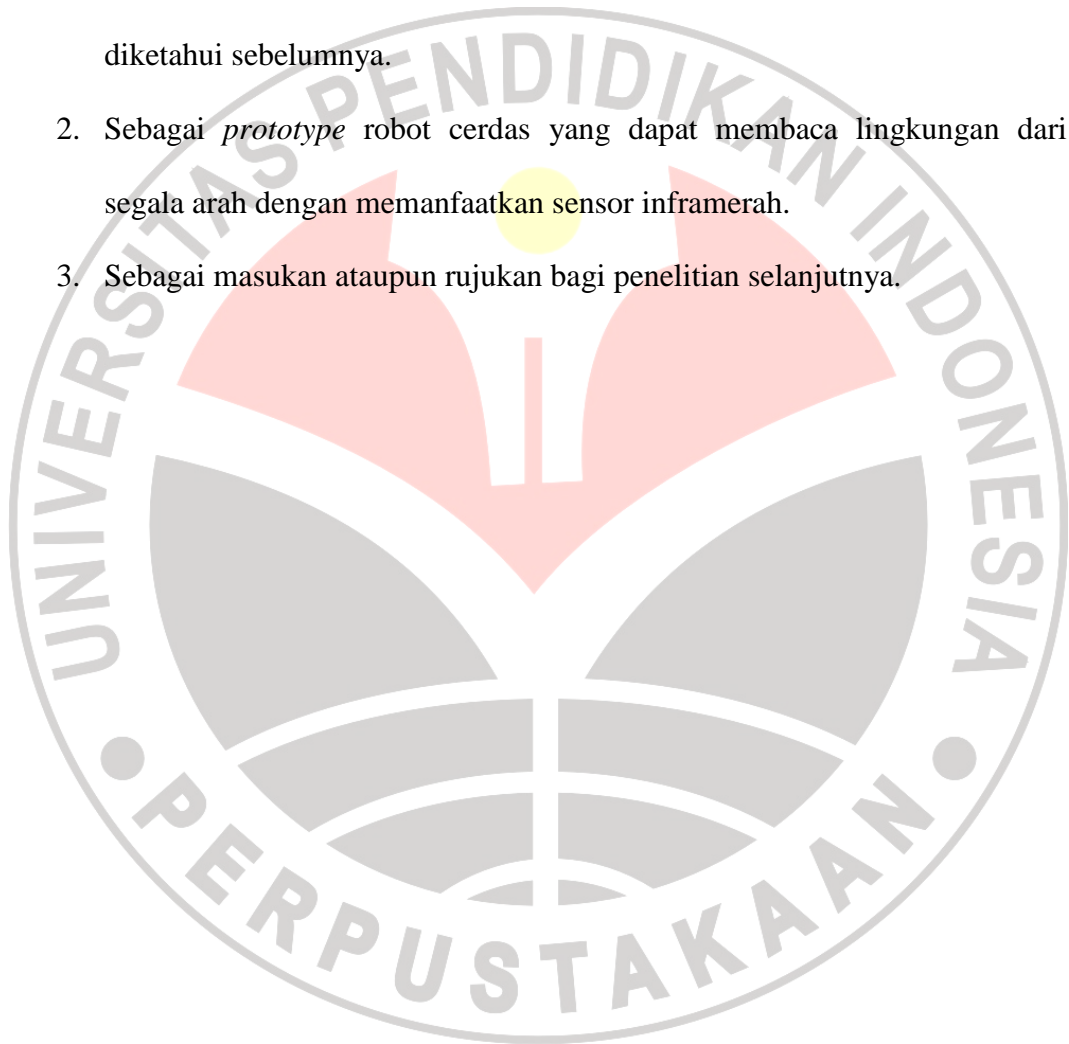 diketahui sebelumnya.
2. Sebagai prototype robot cerdas yang dapat membaca lingkungan dari
segala arah dengan memanfaatkan sensor inframerah.
3. Sebagai masukan ataupun rujukan bagi penelitian selanjutnya.
UNIVERSITAS PENDIDIKAN INDONESIA
PERPUSTAKAAN